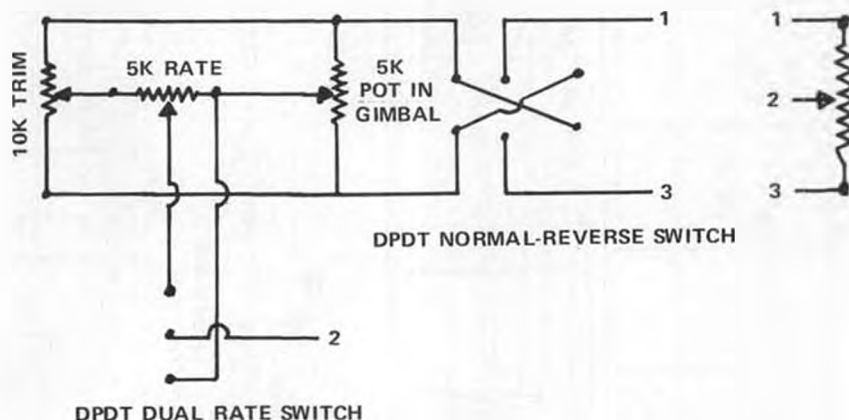 1
1
5K RATE
5K
POT IN
GIMBAL
10K TRIM
2
3
3
DPDT NORMAL-REVERSE SWITCH
2
DPDT DUAL RATE SWITCH